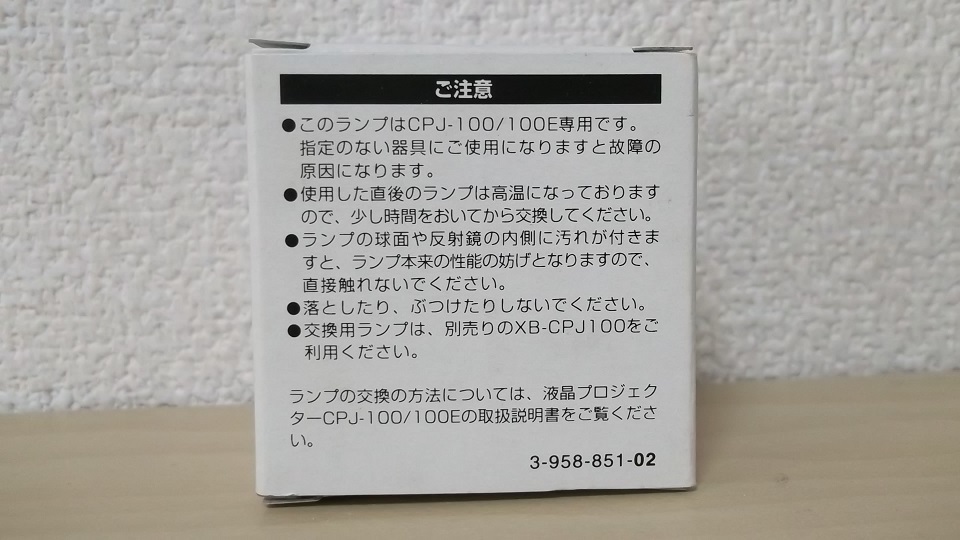 ご注意
●このランプはCPJ-100/100E専用です。
指定のない器具にご使用になりますと故障の
原因になります。
●使用した直後のランプは高温になっております
ので、少し時間をおいてから交換してください。
●ランプの球面や反射鏡の内側に汚れが付きま
すと、ランプ本来の性能の妨げとなりますので、
直接触れないでください。
●落としたり、ぶつけたりしないでください。
●交換用ランプは、別売りのXB-CPJ100をご
利用ください。
ランプの交換の方法については、液晶プロジェク
ターCPJ-100/100Eの取扱説明書をご覧くださ
い。
3-958-851-02